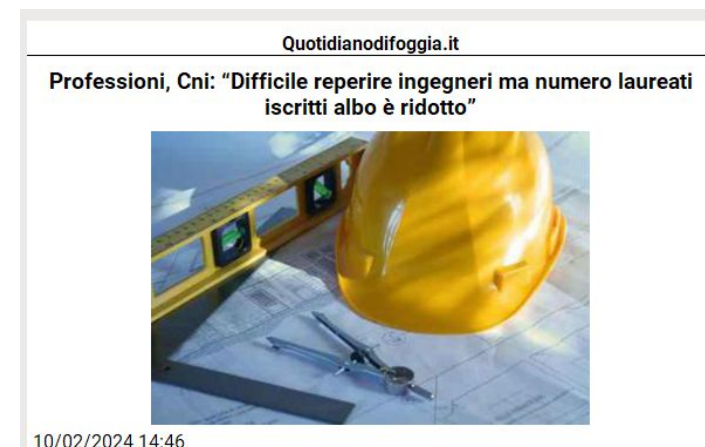 Quotidianodifoggia.it
Professioni, Cni: “Difficile reperire ingegneri ma numero laureati
iscritti albo è ridotto”
10/02/2024 14:46